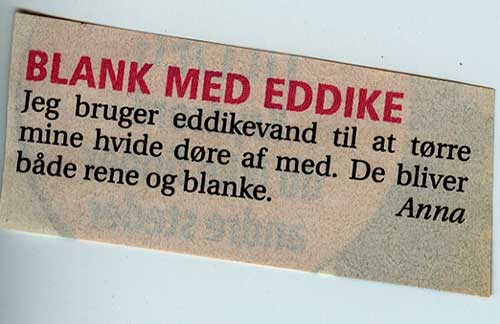 BLANK MED EDDIKE
Jeg bruger eddikevand til at tørre
mine hvide døre af med. De bliver
både rene og blanke.
Anna